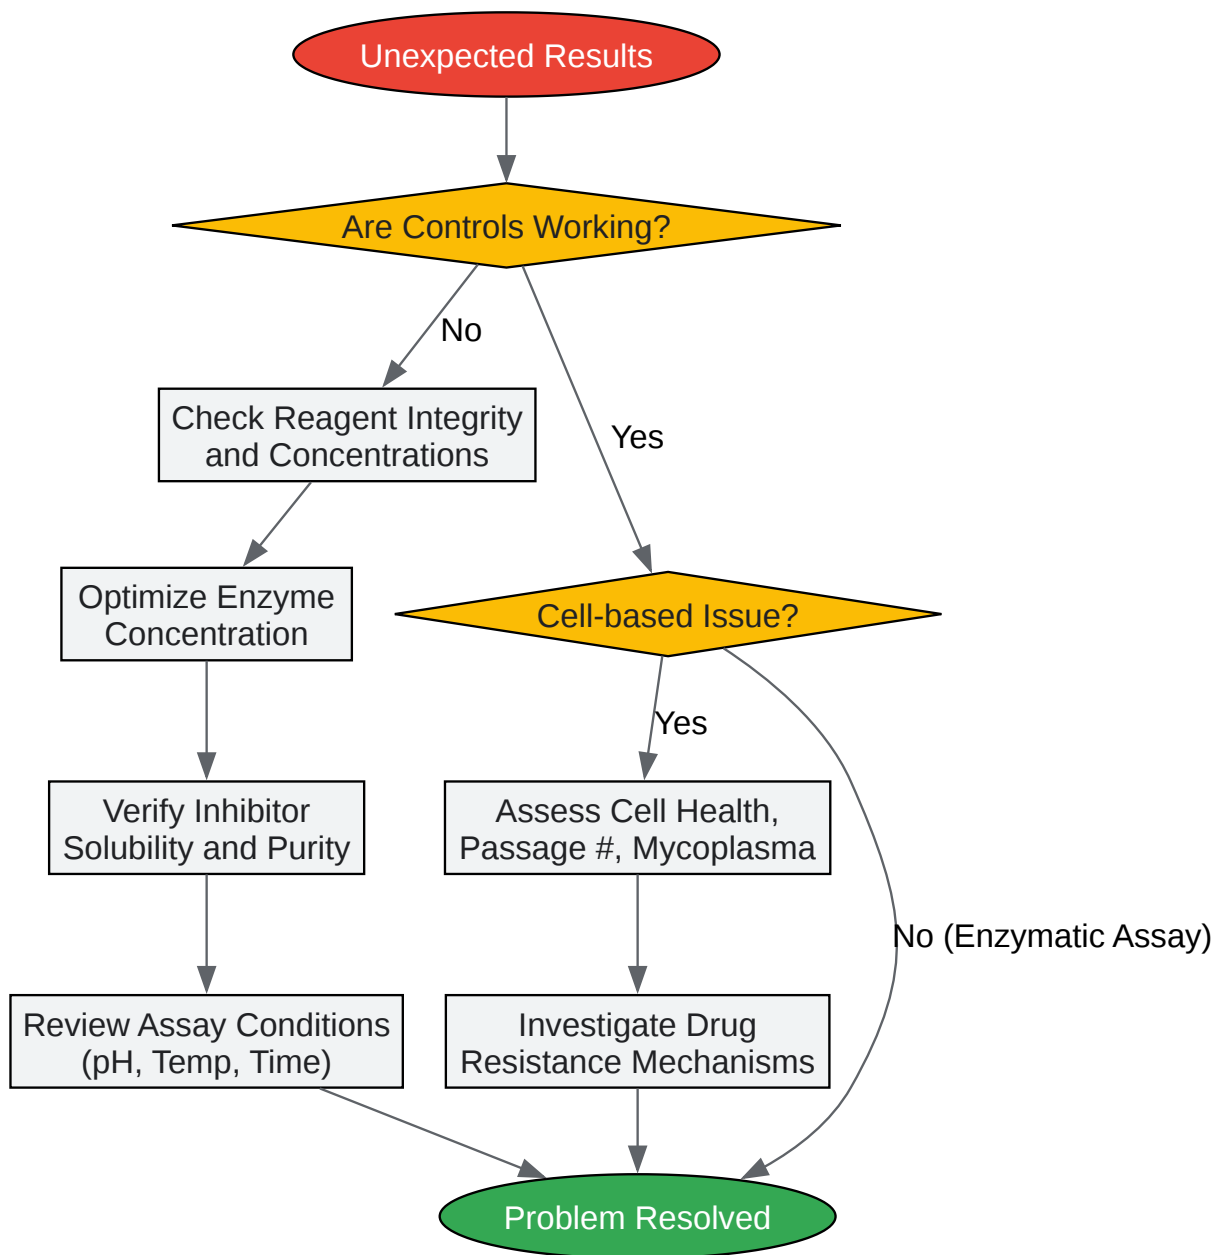 Unexpected Results
Are Controls Working?
No
Check Reagent Integrity
and Concentrations
Yes
Optimize Enzyme
Concentration
Cell-based Issue?
Yes
Verify Inhibitor
Solubility and Purity
Assess Cell Health,
Passage #, Mycoplasma
No (Enzymatic Assay)
Review Assay Conditions
(pH, Temp, Time)
Investigate Drug
Resistance Mechanisms
Problem Resolved